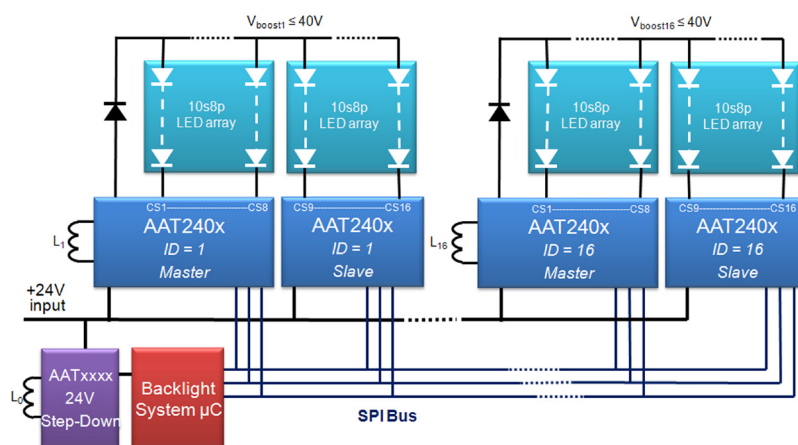 Vboost1 ≤ 40V
Vboost16 ≤ 40V
10s8p
LED array
10s8p
LED array
10s8p
LED array
10s8p
LED array
CS1--------------------CS8
AAT240x
ID = 1
Master
CS9--------------------CS16
AAT240x
ID = 1
Slave
CS1--------------------CS8
AAT240x
ID = 16
Master
CS9--------------------CS16
AAT240x
ID = 16
Slave
L1
L16
+24V
input
L0
AATxxxx
24V
Step-Down
Backlight
System µC
SPI Bus